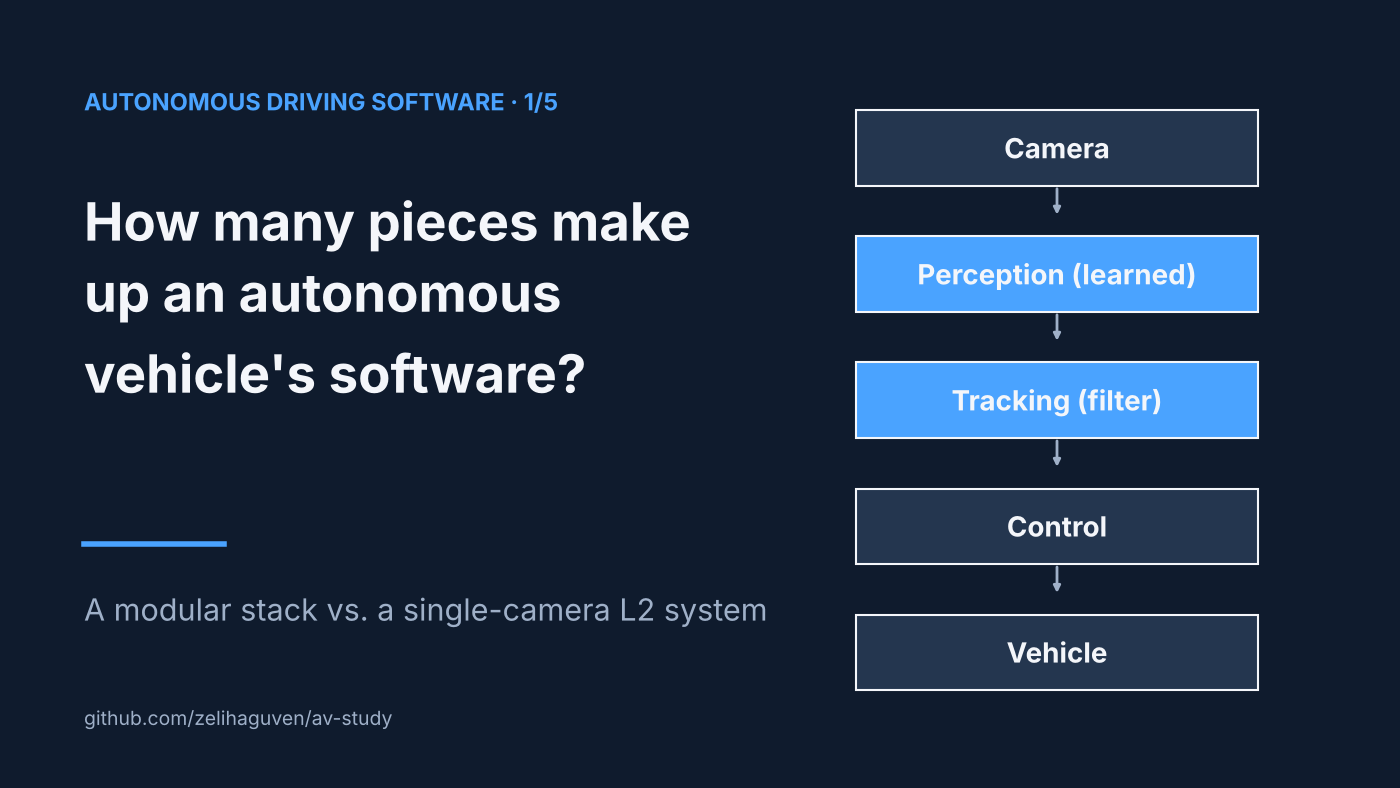 AUTONOMOUS DRIVING SOFTWARE · 1/5
How many pieces make
up an autonomous
vehicle's software?
A modular stack vs. a single-camera L2 system
github.com/zelihaguven/av-study
Camera
Perception (learned)
Tracking (filter)
Control
Vehicle